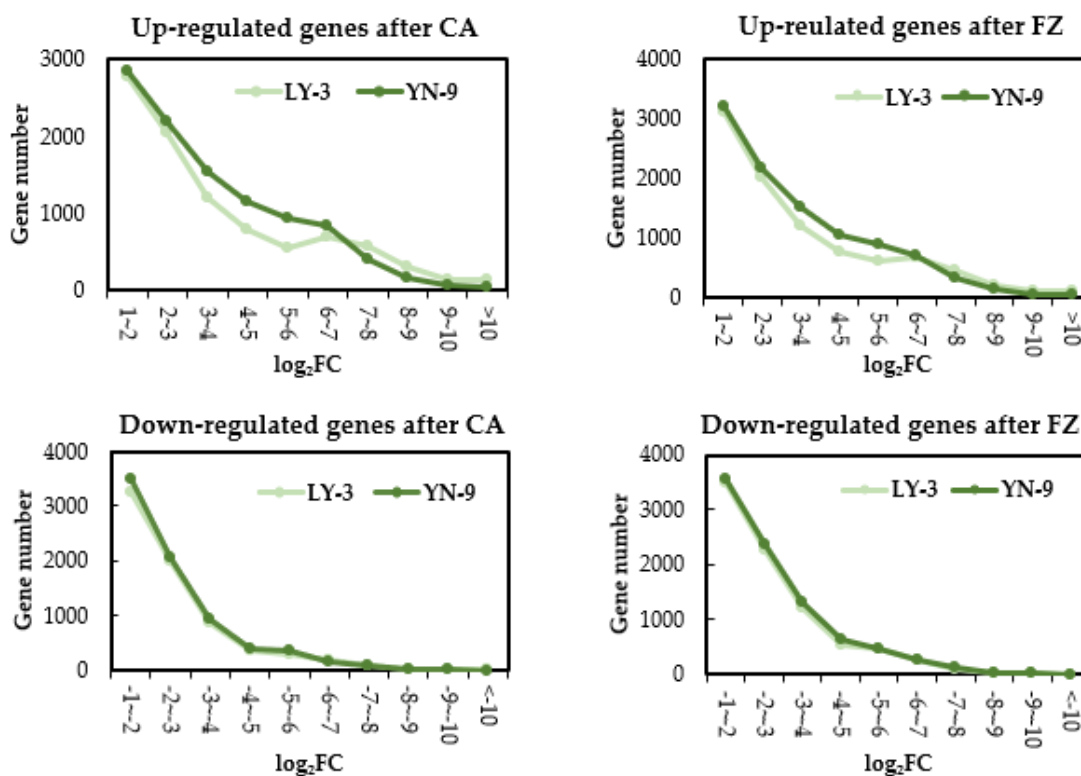 Up-regulated genes after CA
3000
2000
1000
0
Gene number
LY-3
YN-9
1~2
2~3
3~4
4~5
5~6
6~7
7~8
8~9
9~10
>10
log₂FC
Up-reulated genes after FZ
4000
3000
2000
1000
0
Gene number
LY-3
YN-9
1~2
2~3
3~4
4~5
5~6
6~7
7~8
8~9
9~10
>10
log₂FC
Down-regulated genes after CA
4000
3000
2000
1000
0
Gene number
LY-3
YN-9
-1~-2
-2~-3
-3~-4
-4~-5
-5~-6
-6~-7
-7~-8
-8~-9
-9~-10
<-10
log₂FC
Down-regulated genes after FZ
4000
3000
2000
1000
0
Gene number
LY-3
YN-9
-1~-2
-2~-3
-3~-4
-4~-5
-5~-6
-6~-7
-7~-8
-8~-9
-9~-10
<-10
log₂FC